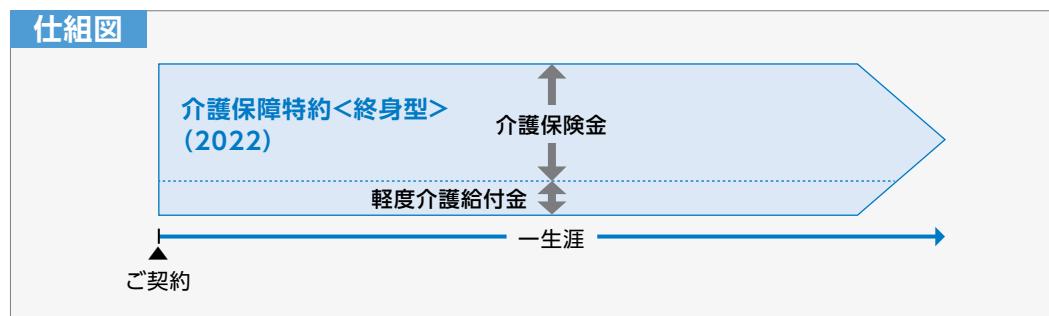 仕組図
介護保障特約<終身型>
(2022)
介護保険金
軽度介護給付金
一生涯
ご契約